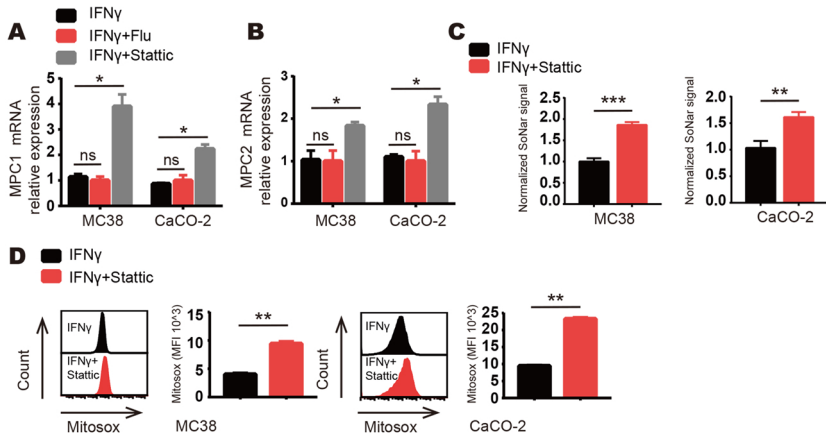 A
IFNγ
IFNγ+Flu
IFNγ+Stattic
MPC1 mRNA
relative expression
5
4
3
2
1
0
*
*
ns
ns
MC38
CaCO-2
B
MPC2 mRNA
relative expression
3
2
1
0
*
*
ns
ns
MC38
CaCO-2
C
IFNγ
IFNγ+Stattic
Normalized SoNar signal
2.5
2.0
1.5
1.0
0.5
0.0
***
MC38
Normalized SoNar signal
2.0
1.5
1.0
0.5
0.0
**
CaCO-2
D
IFNγ
IFNγ+Stattic
Count
IFNγ
IFNγ+
Stattic
Mitosox
Mitosox (MFI 10^3)
15
10
5
0
**
MC38
Count
IFNγ
IFNγ+
Stattic
Mitosox
Mitosox (MFI 10^3)
25
20
15
10
5
0
**
CaCO-2